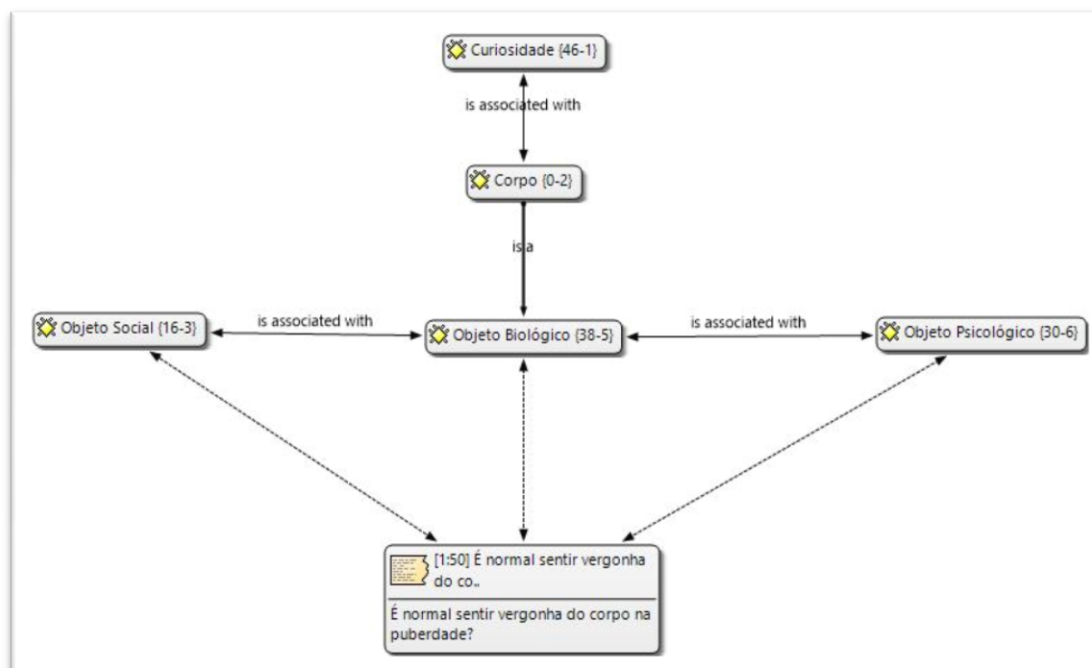 Curiosidade {46-1}
is associated with
Corpo {0-2}
is a
Objeto Social {16-3}
is associated with
Objeto Biológico {38-5}
is associated with
Objeto Psicológico {30-6}
[1:50] É normal sentir vergonha
do co..
É normal sentir vergonha do corpo na
puberdade?